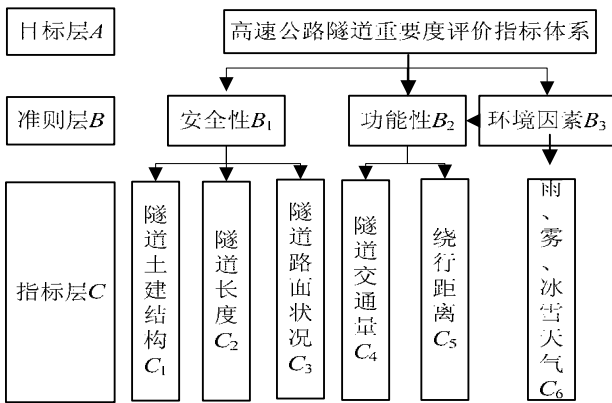 目标层A
高速公路隧道重要度评价指标体系
准则层B
安全性B₁
功能性B₂
环境因素B₃
指标层C
隧道土建结构C₁
隧道长度C₂
隧道路面状况C₃
隧道交通量C₄
绕行距离C₅
雨、雾、冰雪天气C₆